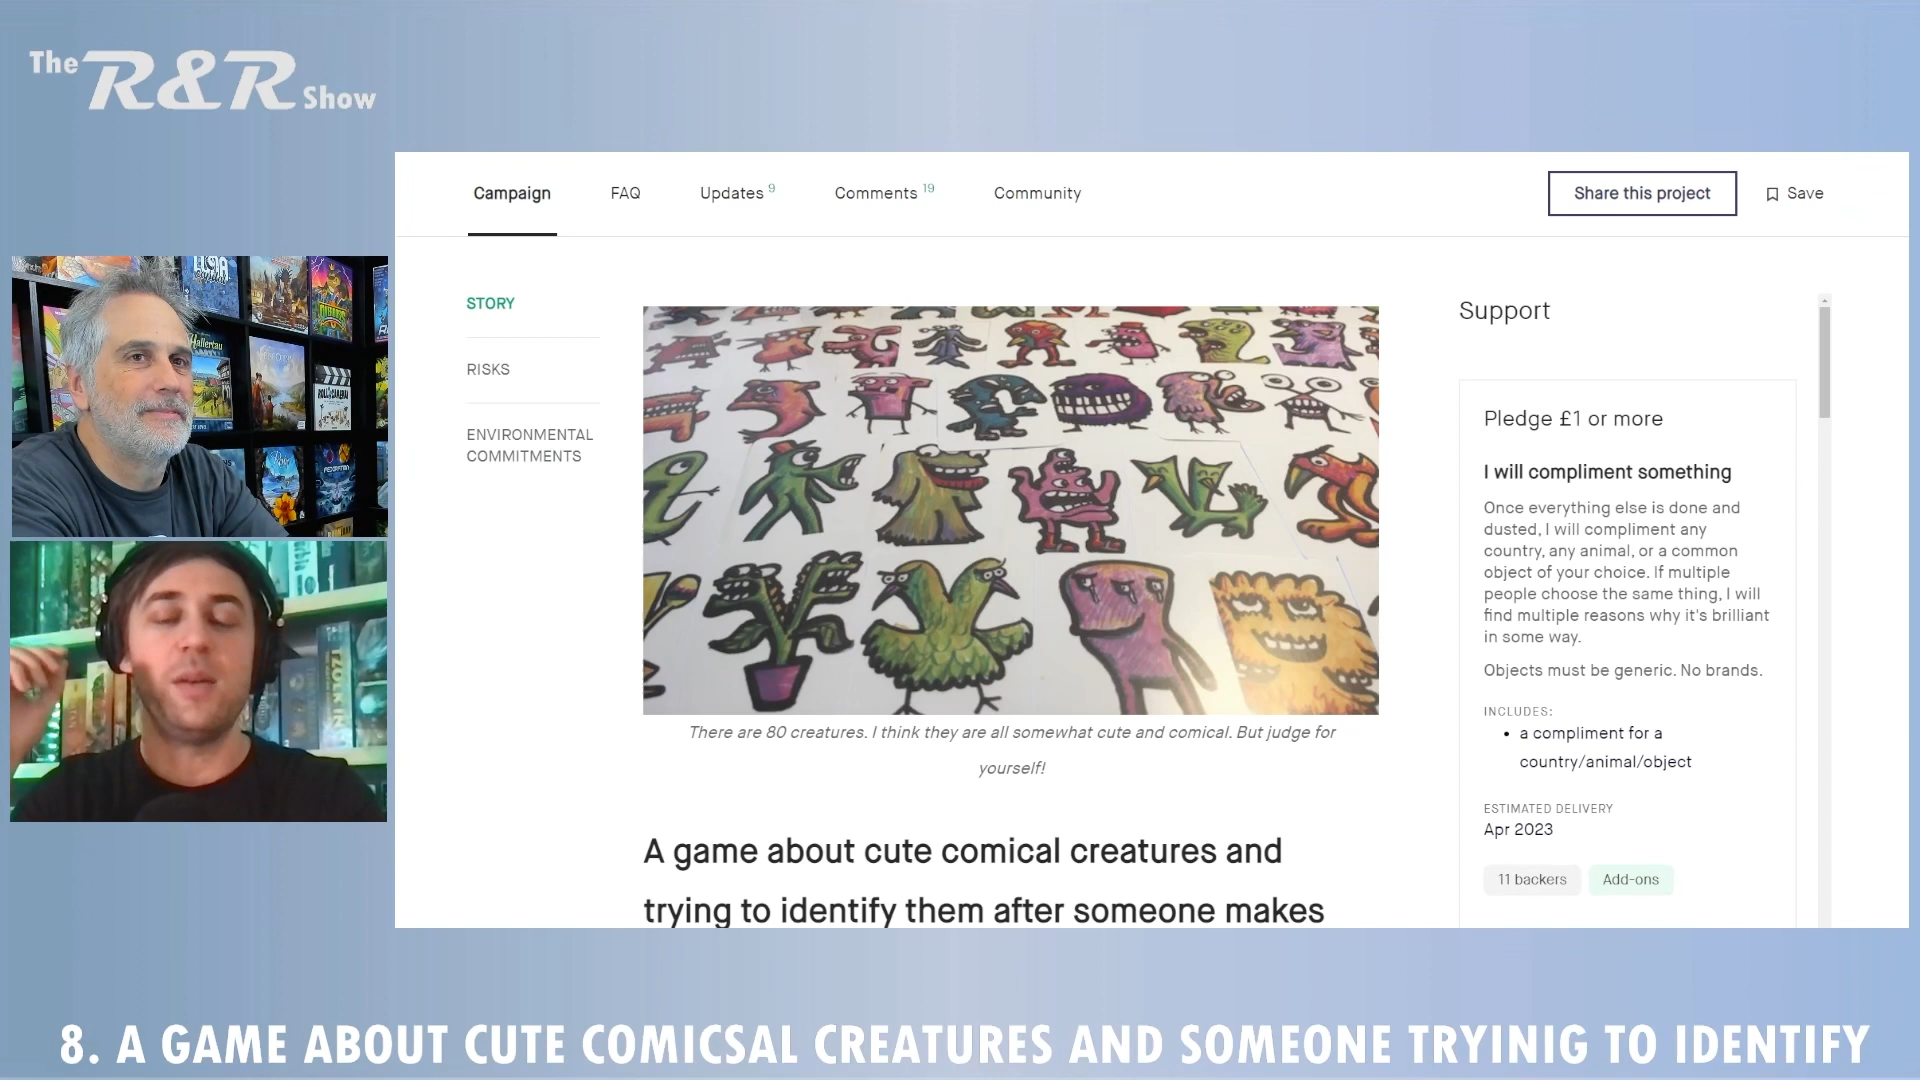 The R&R Show
Campaign
FAQ
Updates 9
Comments 19
Community
Share this project
Save
STORY
RISKS
ENVIRONMENTAL
COMMITMENTS
Support
Pledge £1 or more
I will compliment something
Once everything else is done and
dusted, I will compliment any
country, any animal, or a common
object of your choice. If multiple
people choose the same thing, I will
find multiple reasons why it's brilliant
in some way.
Objects must be generic. No brands.
INCLUDES:
• a compliment for a
country/animal/object
ESTIMATED DELIVERY
Apr 2023
11 backers
Add-ons
There are 80 creatures. I think they are all somewhat cute and comical. But judge for
yourself!
A game about cute comical creatures and
trying to identify them after someone makes
Hallertau
TZOLK'IN
8. A GAME ABOUT CUTE COMICSAL CREATURES AND SOMEONE TRYINIG TO IDENTIFY